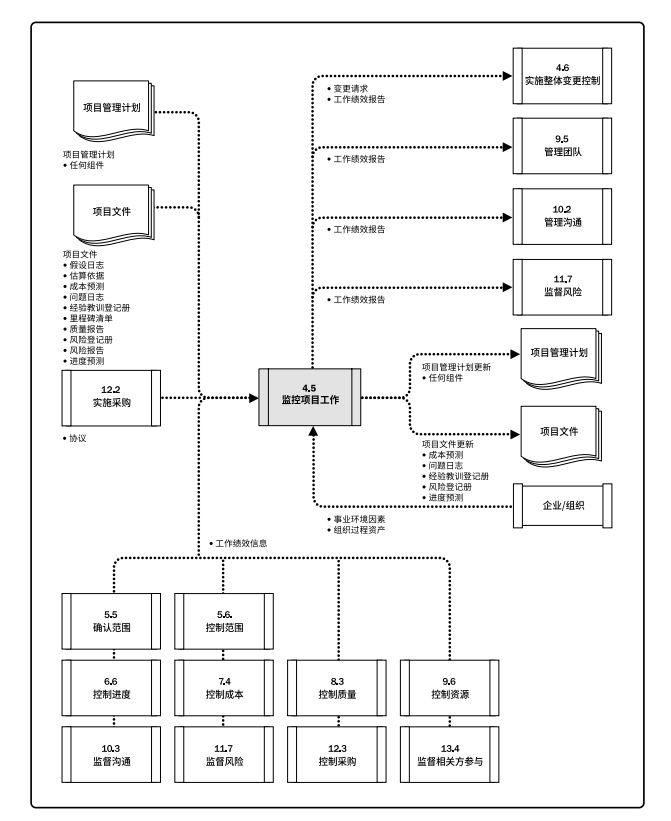 项目管理计划
项目管理计划
• 任何组件
项目文件
项目文件
• 假设日志
• 估算依据
• 成本预测
• 问题日志
• 经验教训登记册
• 里程碑清单
• 质量报告
• 风险登记册
• 风险报告
• 进度预测
12.2
实施采购
• 协议
4.5
监控项目工作
• 变更请求
• 工作绩效报告
4.6
实施整体变更控制
• 工作绩效报告
9.5
管理团队
• 工作绩效报告
10.2
管理沟通
• 工作绩效报告
11.7
监督风险
项目管理计划更新
• 任何组件
项目管理计划
项目文件更新
• 成本预测
• 问题日志
• 经验教训登记册
• 风险登记册
• 进度预测
项目文件
企业/组织
• 事业环境因素
• 组织过程资产
• 工作绩效信息
5.5
确认范围
5.6.
控制范围
6.6
控制进度
7.4
控制成本
8.3
控制质量
9.6
控制资源
10.3
监督沟通
11.7
监督风险
12.3
控制采购
13.4
监督相关方参与